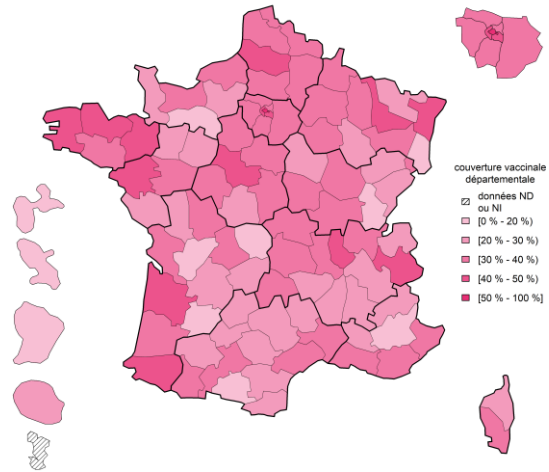 couverture vaccinale
départementale
données ND
ou NI
[0 % - 20 %)
[20 % - 30 %)
[30 % - 40 %)
[40 % - 50 %)
[50 % - 100 %]